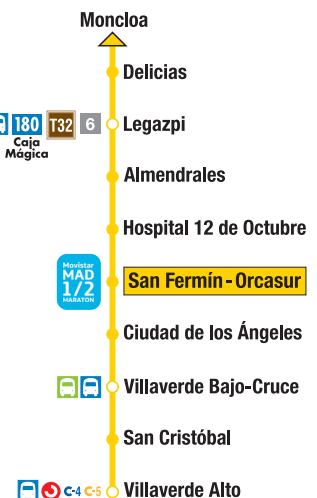 Moncloa
Delicias
180 T32 6 Legazpi
Caja
Mágica
Almendrales
Hospital 12 de Octubre
Movistar
MAD
1/2
MARATON
San Fermín - Orcasur
Ciudad de los Ángeles
Villaverde Bajo-Cruce
San Cristóbal
C-4 C-5 Villaverde Alto